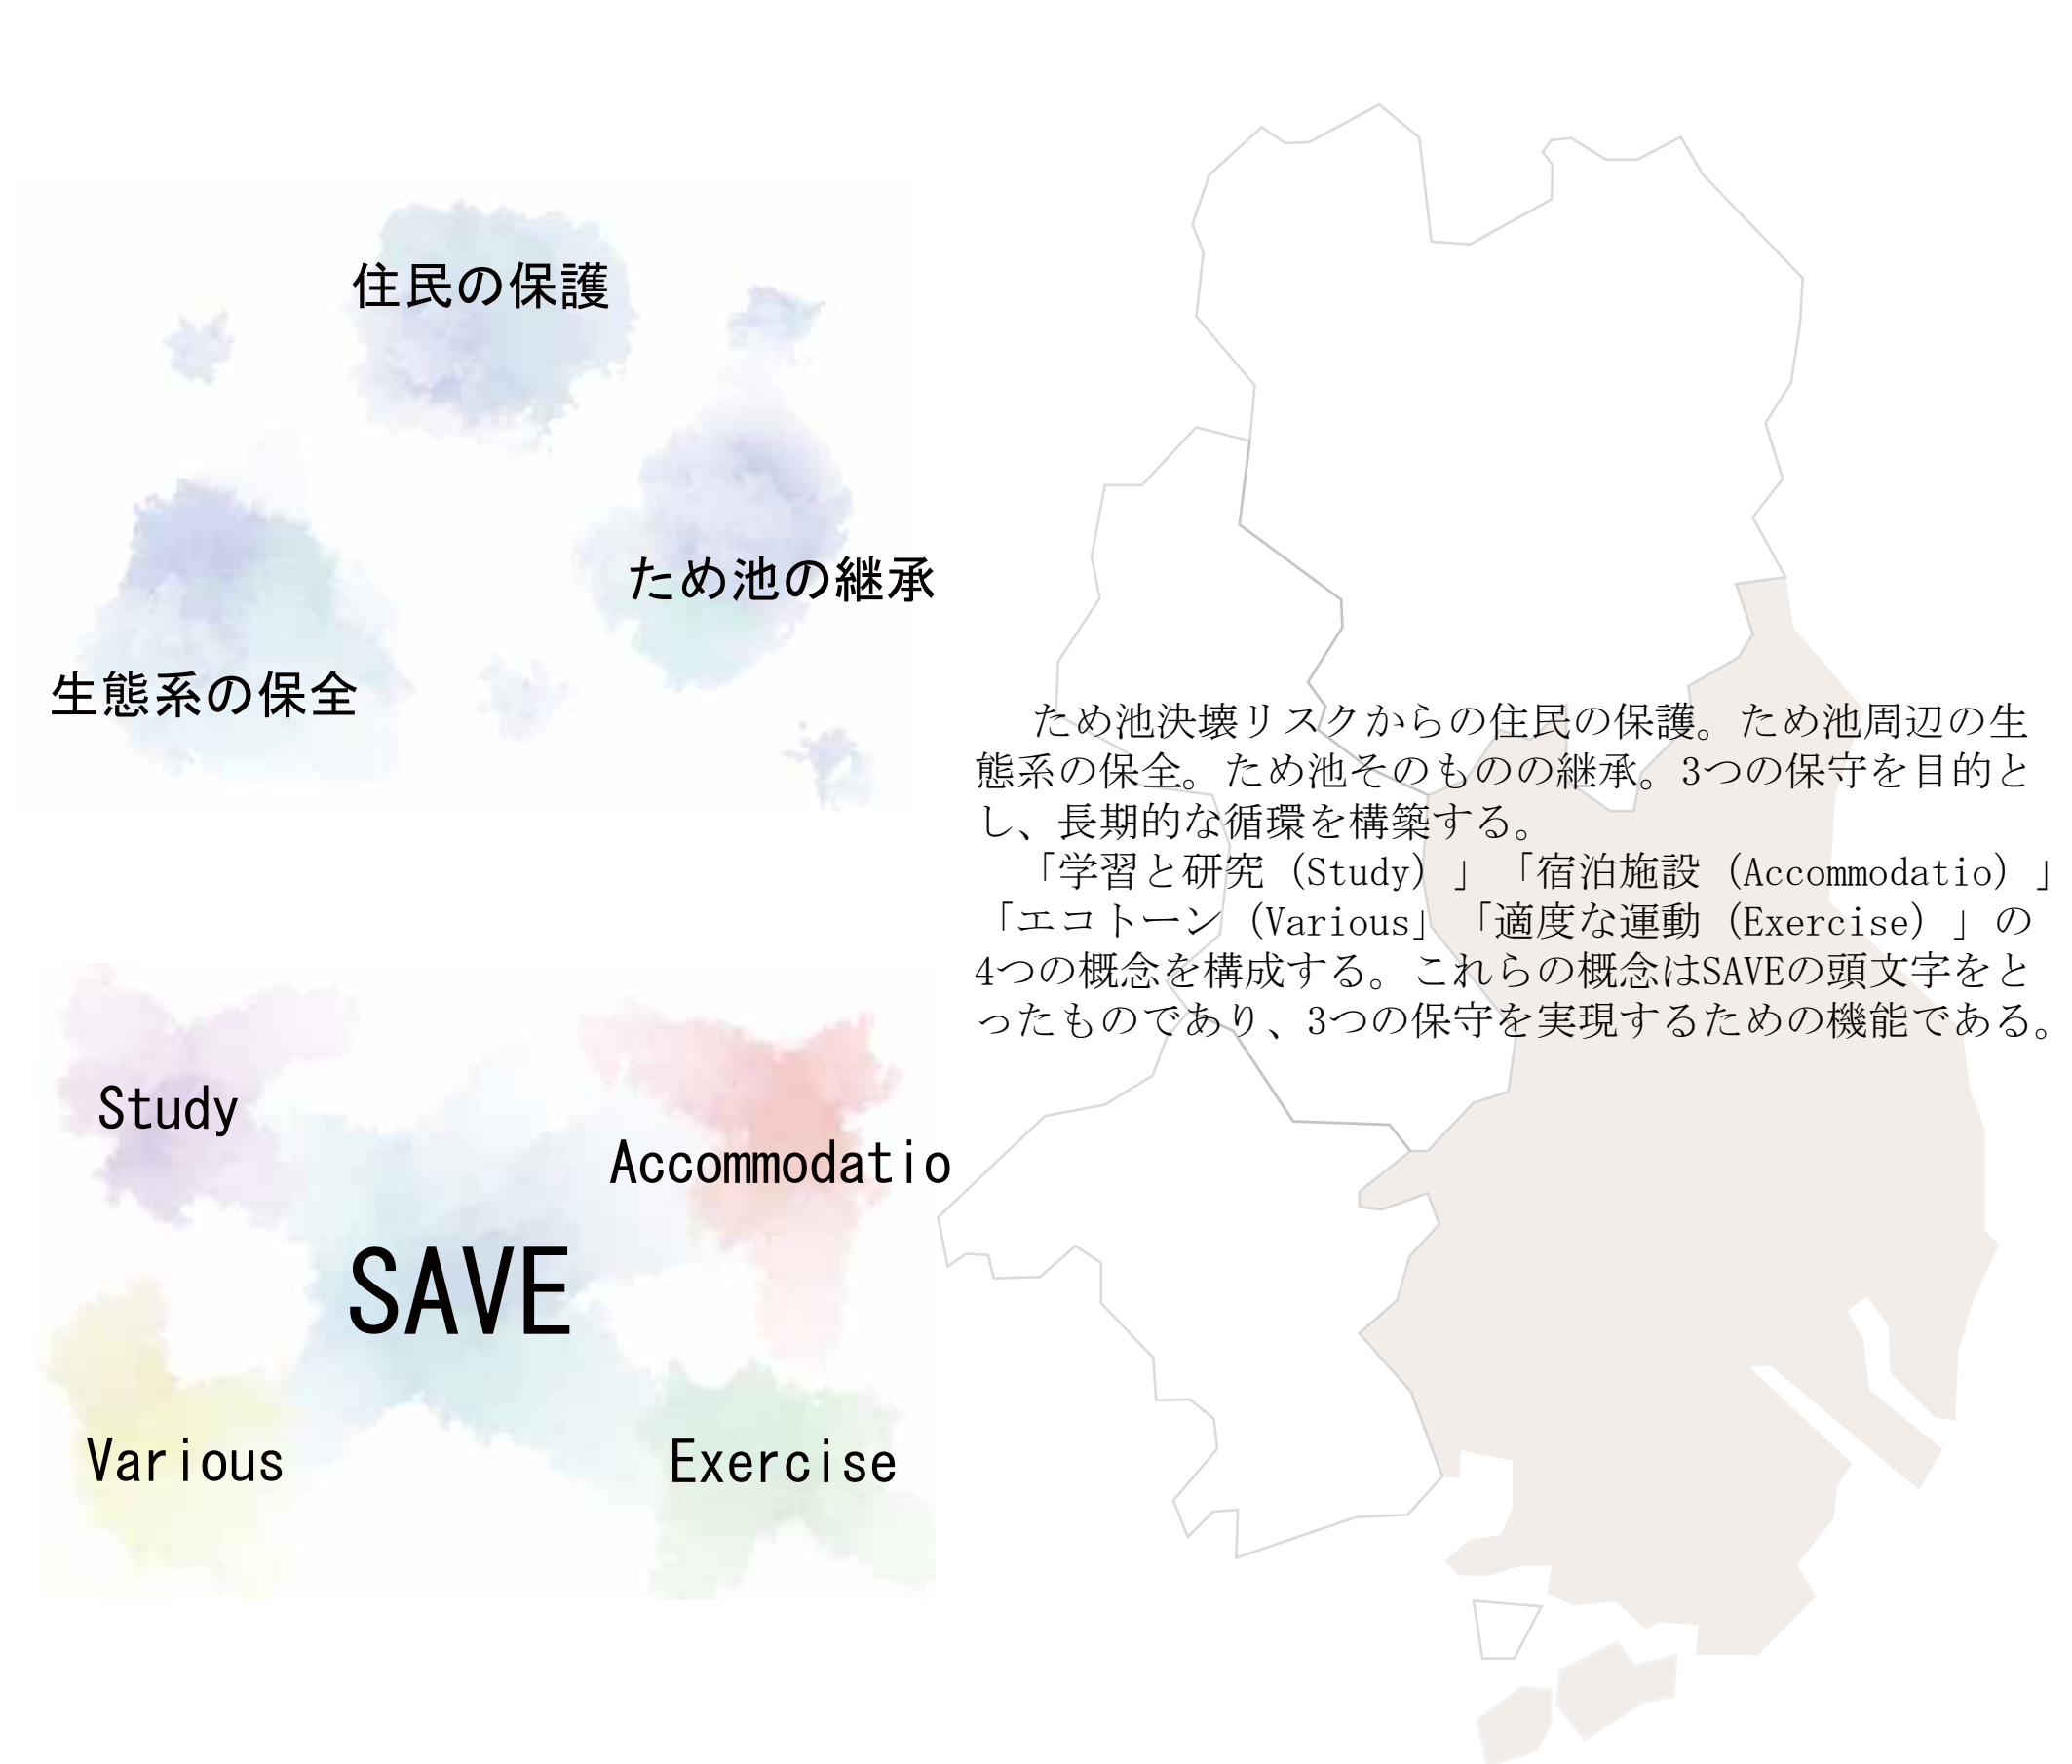 住民の保護
ため池の継承
生態系の保全
ため池決壊リスクからの住民の保護。ため池周辺の生
態系の保全。ため池そのものの継承。3つの保守を目的と
し、長期的な循環を構築する。
「学習と研究（Study）」「宿泊施設（Accommodatio）」
「エコトーン（Various」「適度な運動（Exercise）」の
4つの概念を構成する。これらの概念はSAVEの頭文字をと
ったものであり、3つの保守を実現するための機能である。
Study
Accommodatio
SAVE
Various
Exercise